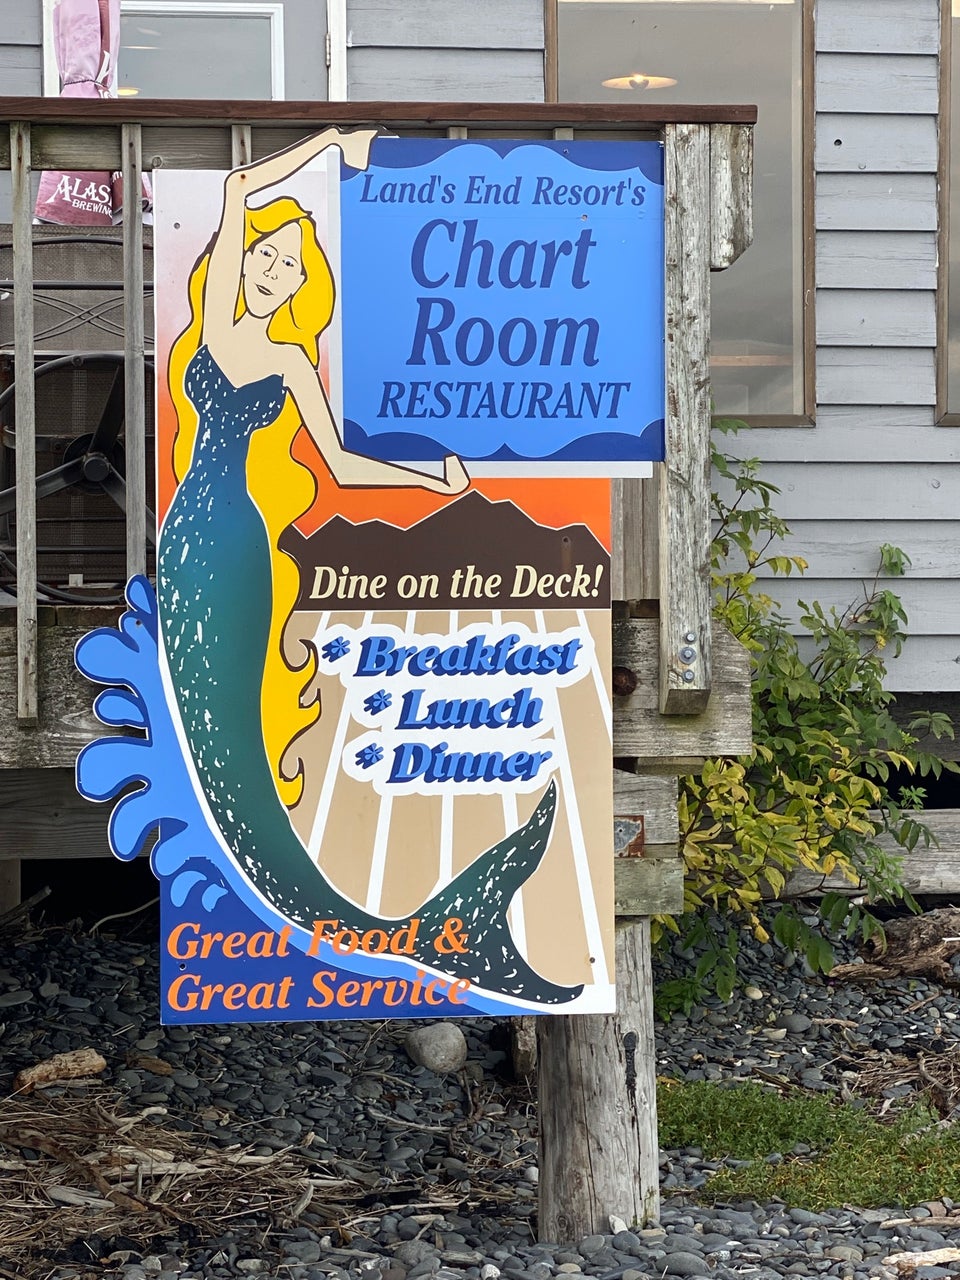 Land's End Resort's
Chart
Room
RESTAURANT
Dine on the Deck!
* Breakfast
* Lunch
* Dinner
Great Food &
Great Service